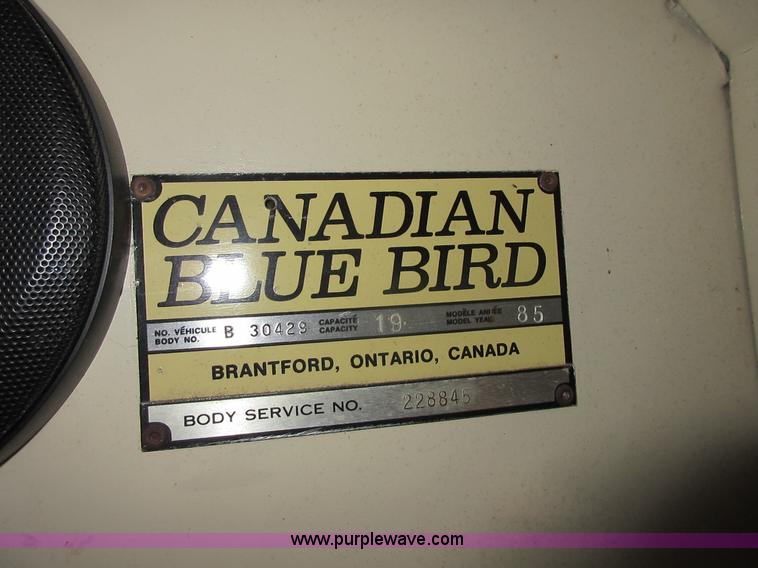 CANADIAN
BLUE BIRD
NO. VÉHICULE B 30429 CAPACITÉ 19 MODÈLE ANNÉE 85
BODY NO. CAPACITY MODEL YEAR
BRANTFORD, ONTARIO, CANADA
BODY SERVICE NO. 228845
www.purplewave.com